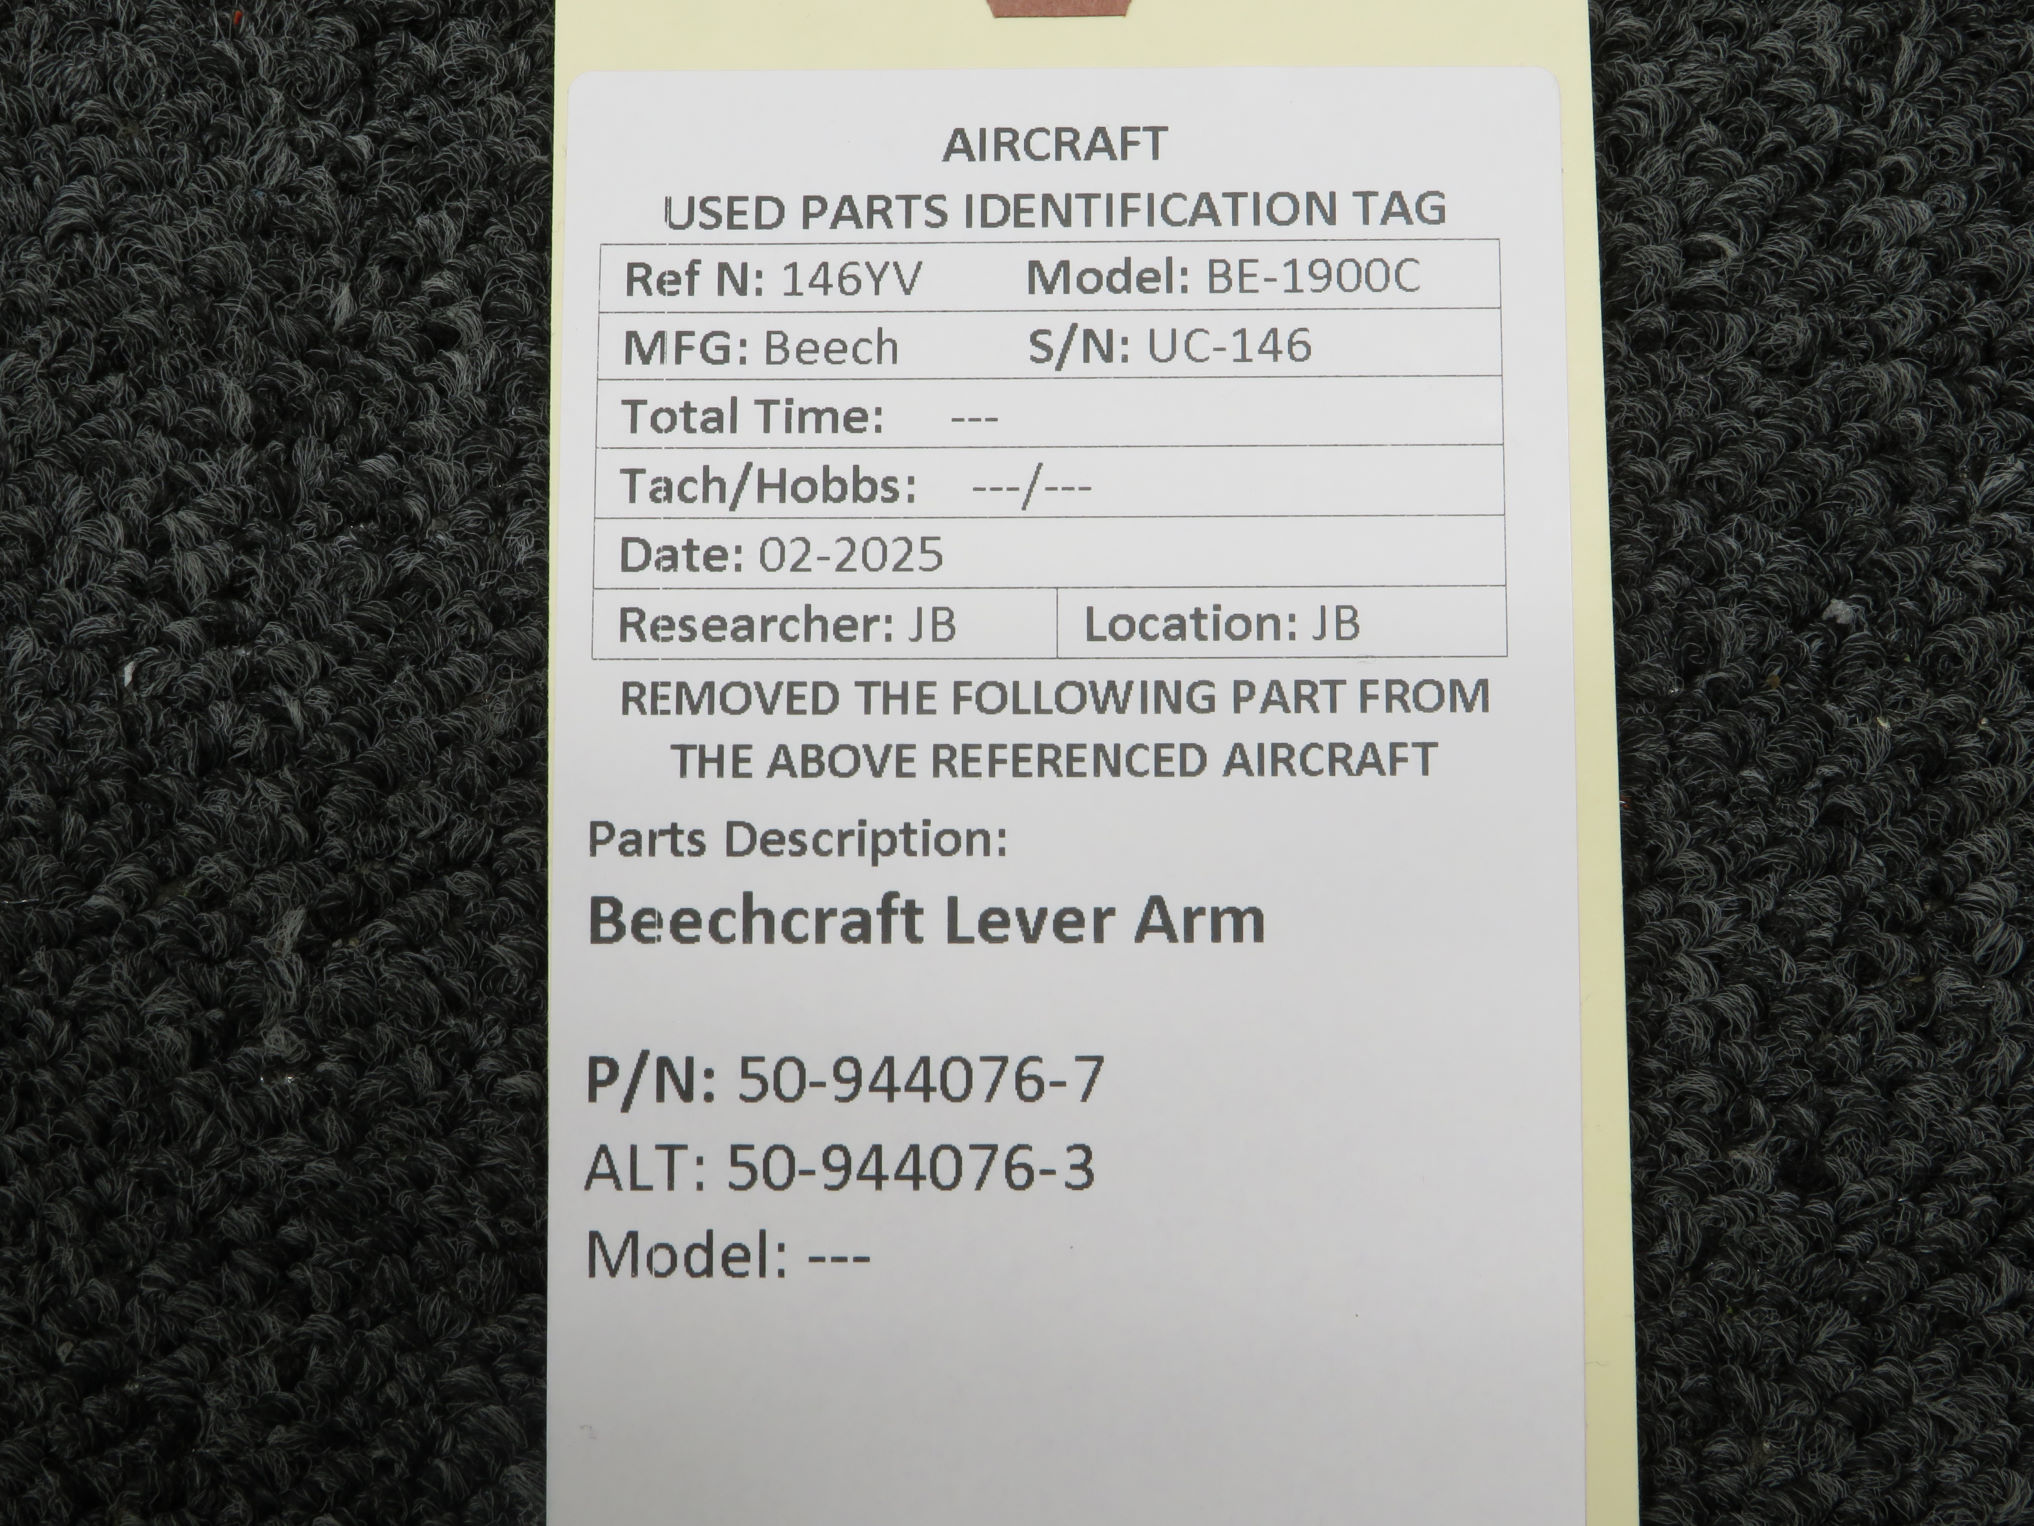 AIRCRAFT
USED PARTS IDENTIFICATION TAG
Ref N: 146YV Model: BE-1900C
MFG: Beech S/N: UC-146
Total Time: ---
Tach/Hobbs: ---/---
Date: 02-2025
Researcher: JB Location: JB
REMOVED THE FOLLOWING PART FROM
THE ABOVE REFERENCED AIRCRAFT
Parts Description:
Beechcraft Lever Arm
P/N: 50-944076-7
ALT: 50-944076-3
Model: ---